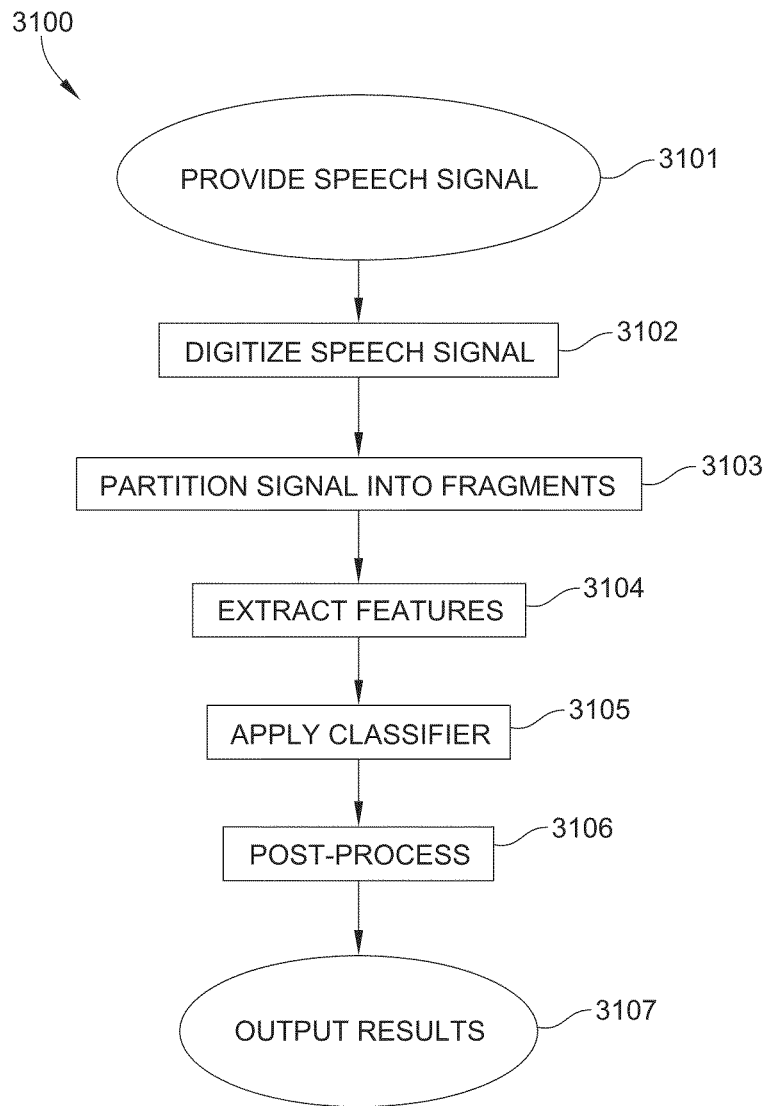 3100
PROVIDE SPEECH SIGNAL
3101
DIGITIZE SPEECH SIGNAL
3102
PARTITION SIGNAL INTO FRAGMENTS
3103
EXTRACT FEATURES
3104
APPLY CLASSIFIER
3105
POST-PROCESS
3106
OUTPUT RESULTS
3107